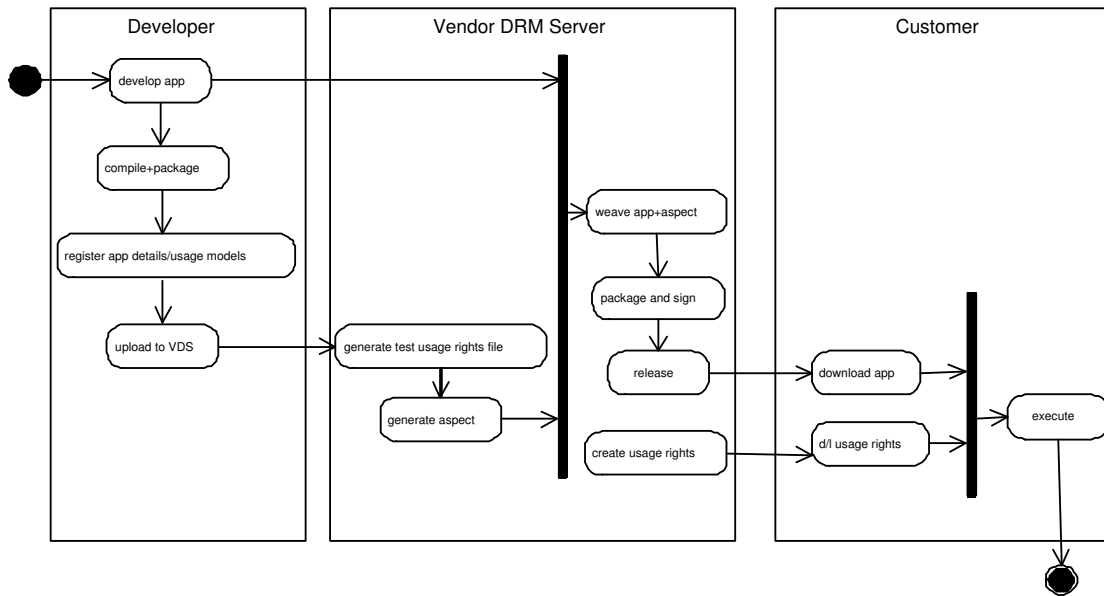 Developer
Vendor DRM Server
Customer
develop app
compile+package
register app details/usage models
upload to VDS
generate test usage rights file
generate aspect
weave app+aspect
package and sign
release
create usage rights
download app
d/l usage rights
execute